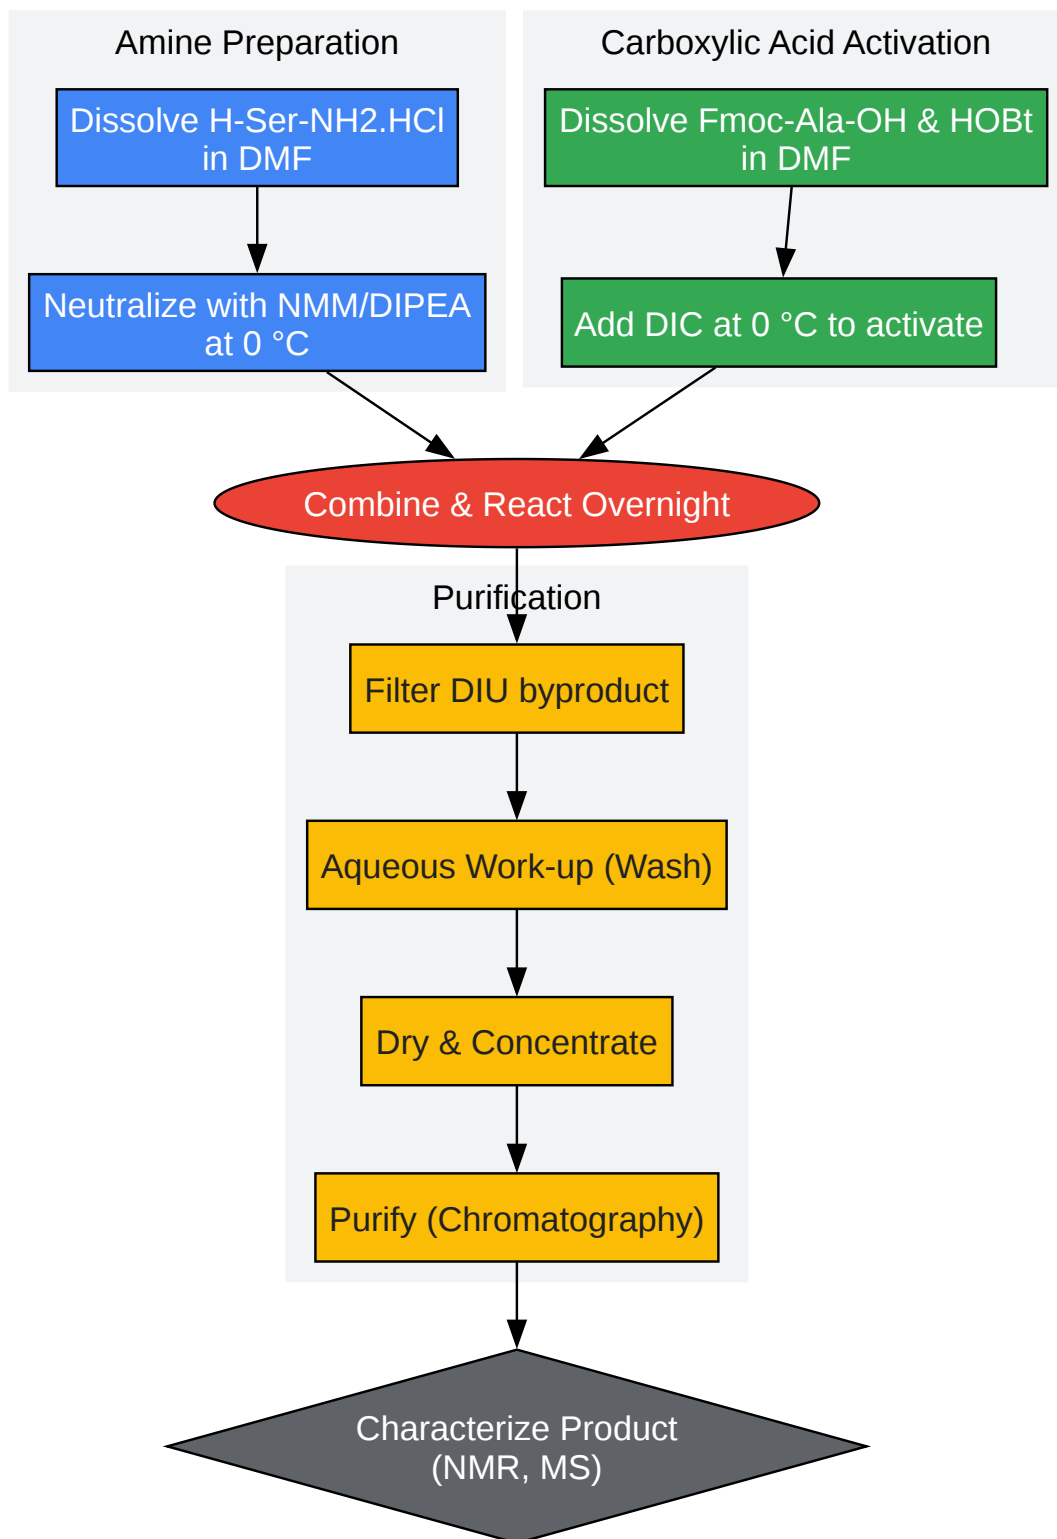 Amine Preparation
Dissolve H-Ser-NH2.HCl
in DMF
Neutralize with NMM/DIPEA
at 0 °C
Carboxylic Acid Activation
Dissolve Fmoc-Ala-OH & HOBt
in DMF
Add DIC at 0 °C to activate
Combine & React Overnight
Purification
Filter DIU byproduct
Aqueous Work-up (Wash)
Dry & Concentrate
Purify (Chromatography)
Characterize Product
(NMR, MS)